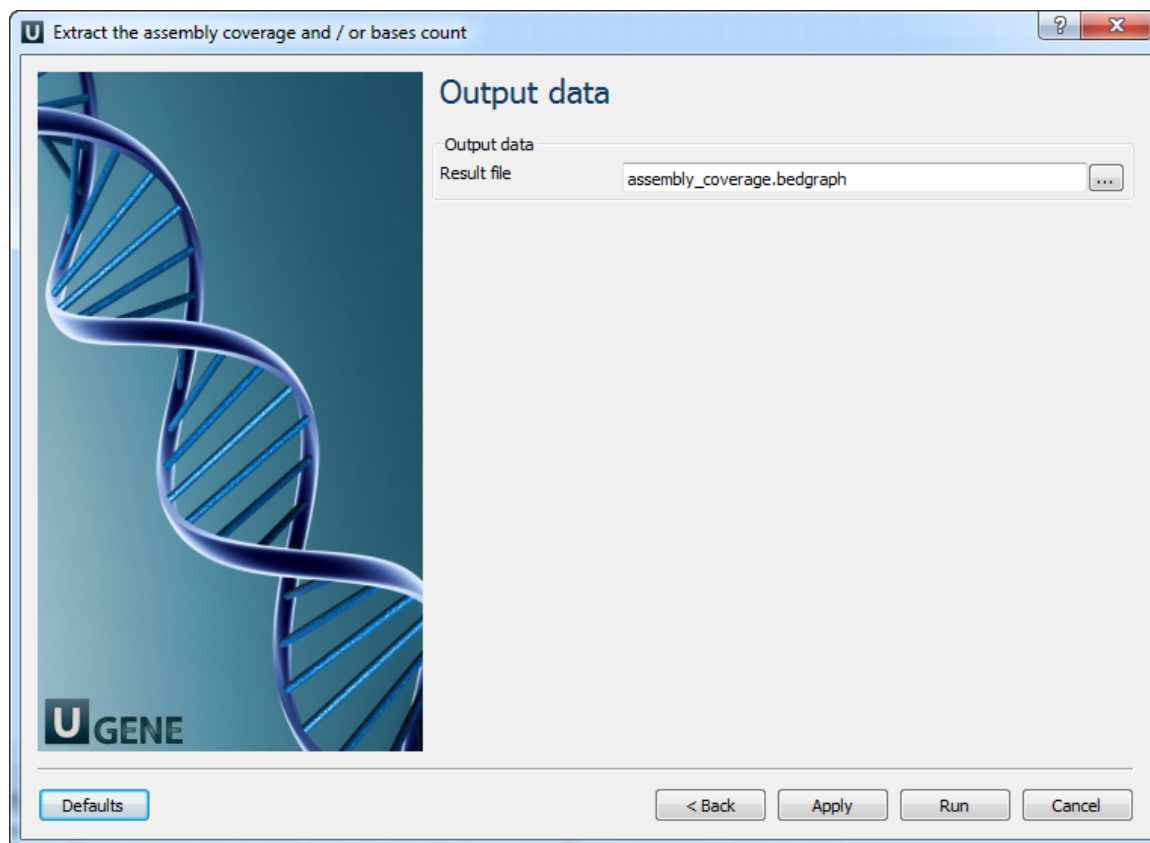 U Extract the assembly coverage and / or bases count
?
X
Output data
Output data
Result file assembly_coverage.bedgraph ...
U GENE
Defaults < Back Apply Run Cancel